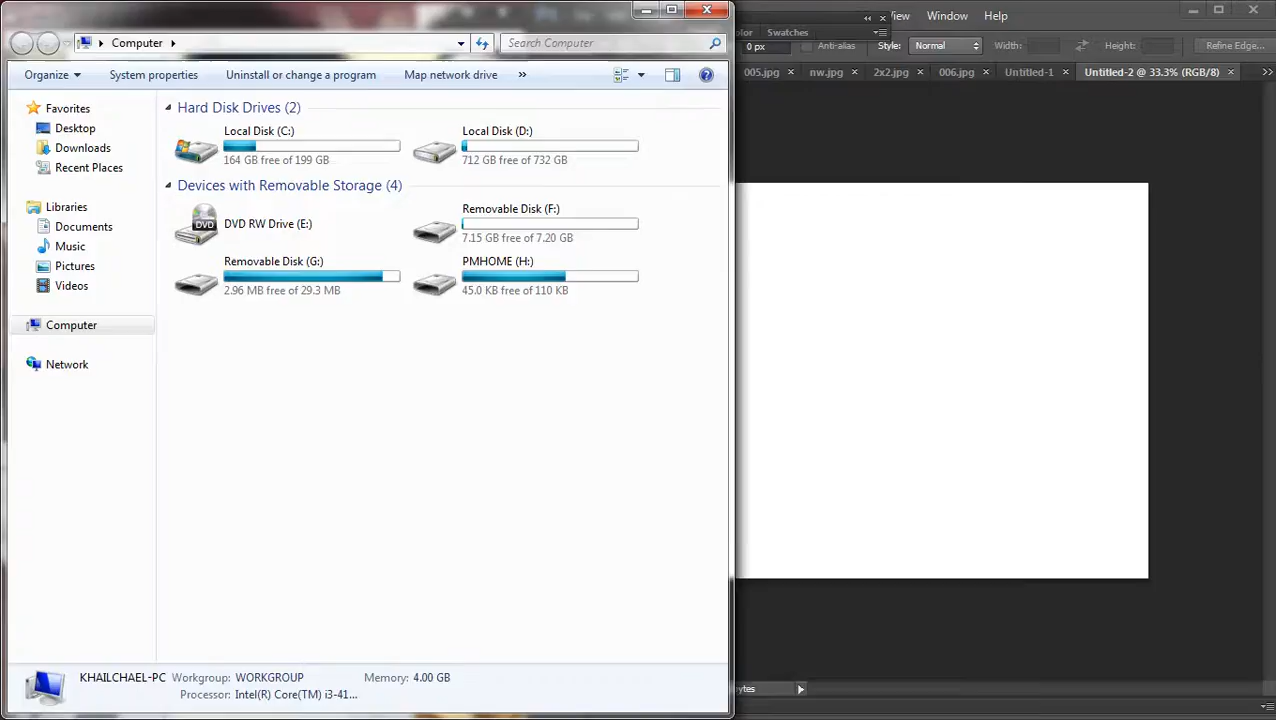 View Window Help
Computer
Search Computer
olor Swatches
0 px Anti-alias Style: Normal Width: Height: Refine Edge...
Organize System properties Uninstall or change a program Map network drive »
005.jpg × nw.jpg × 2x2.jpg × 006.jpg × Untitled-1 × Untitled-2 @ 33.3% (RGB/8) ×
Favorites
Desktop
Downloads
Recent Places
Libraries
Documents
Music
Pictures
Videos
Computer
Network
Hard Disk Drives (2)
Local Disk (C:)
164 GB free of 199 GB
Local Disk (D:)
712 GB free of 732 GB
Devices with Removable Storage (4)
DVD
DVD RW Drive (E:)
Removable Disk (F:)
7.15 GB free of 7.20 GB
Removable Disk (G:)
2.96 MB free of 29.3 MB
PMHOME (H:)
45.0 KB free of 110 KB
KHAILCHAEL-PC Workgroup: WORKGROUP Memory: 4.00 GB
Processor: Intel(R) Core(TM) i3-41...
ytes